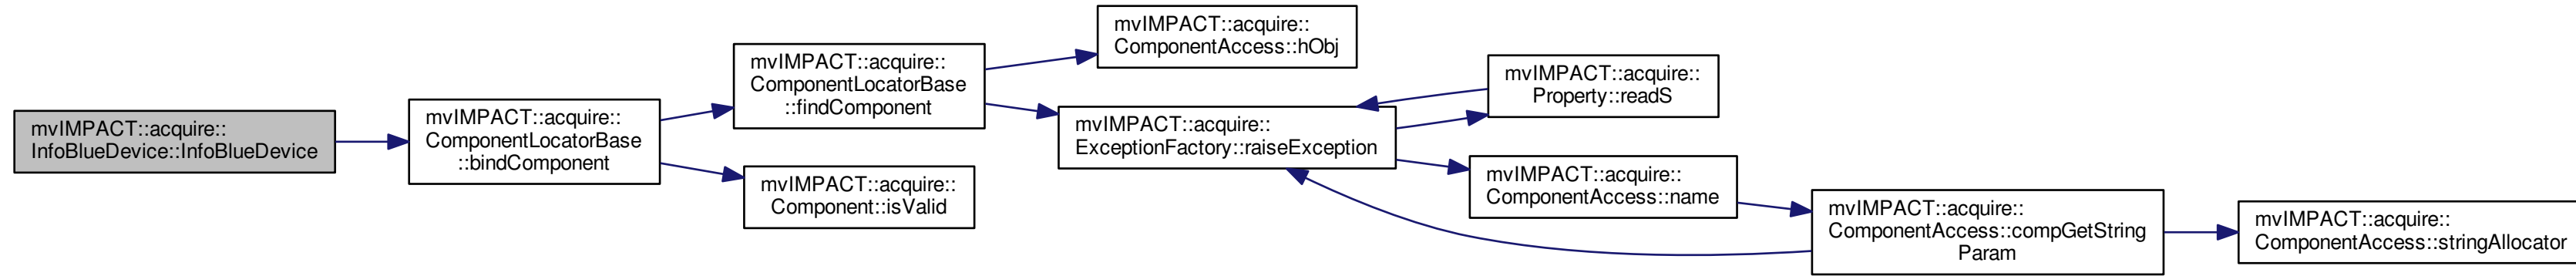 mvIMPACT::acquire::
InfoBlueDevice::InfoBlueDevice
mvIMPACT::acquire::
ComponentLocatorBase
::bindComponent
mvIMPACT::acquire::
ComponentLocatorBase
::findComponent
mvIMPACT::acquire::
Component::isValid
mvIMPACT::acquire::
ComponentAccess::hObj
mvIMPACT::acquire::
ExceptionFactory::raiseException
mvIMPACT::acquire::
Property::readS
mvIMPACT::acquire::
ComponentAccess::name
mvIMPACT::acquire::
ComponentAccess::compGetString
Param
mvIMPACT::acquire::
ComponentAccess::stringAllocator